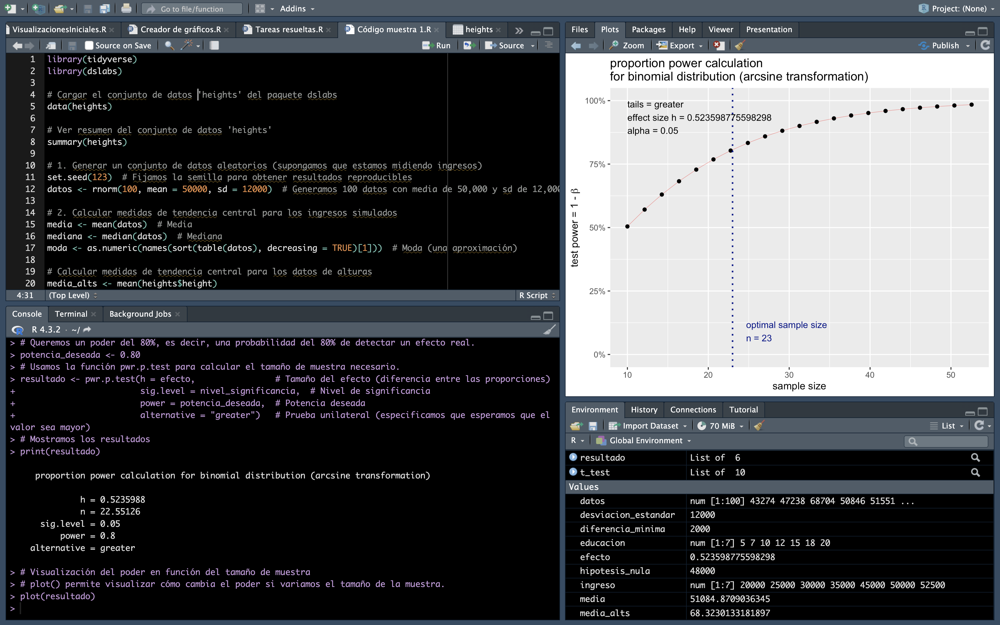 Go to file/function
Addins
Project: (None)
VisualizacionesIniciales.R
Creador de gráficos.R
Tareas resueltas.R
Código muestra 1.R
heights
Source on Save
Run
Source
1 library(tidyverse)
2 library(dslabs)
3
4 # Cargar el conjunto de datos 'heights' del paquete dslabs
5 data(heights)
6
7 # Ver resumen del conjunto de datos 'heights'
8 summary(heights)
9
10 # 1. Generar un conjunto de datos aleatorios (supongamos que estamos midiendo ingresos)
11 set.seed(123)  # Fijamos la semilla para obtener resultados reproducibles
12 datos <- rnorm(100, mean = 50000, sd = 12000)  # Generamos 100 datos con media de 50,000 y sd de 12,000
13
14 # 2. Calcular medidas de tendencia central para los ingresos simulados
15 media <- mean(datos)  # Media
16 mediana <- median(datos)  # Mediana
17 moda <- as.numeric(names(sort(table(datos), decreasing = TRUE)[1]))  # Moda (una aproximación)
18
19 # Calcular medidas de tendencia central para los datos de alturas
20 media_alts <- mean(heights$height)
4:31 (Top Level) R Script
Console
Terminal
Background Jobs
R 4.3.2 · ~/
> # Queremos un poder del 80%, es decir, una probabilidad del 80% de detectar un efecto real.
> potencia_deseada <- 0.80
> # Usamos la función pwr.p.test para calcular el tamaño de muestra necesario.
> resultado <- pwr.p.test(h = efecto,                # Tamaño del efecto (diferencia entre las proporciones)
+                         sig.level = nivel_significancia,  # Nivel de significancia
+                         power = potencia_deseada,  # Potencia deseada
+                         alternative = "greater")   # Prueba unilateral (especificamos que esperamos que el
valor sea mayor)
> # Mostramos los resultados
> print(resultado)
proportion power calculation for binomial distribution (arcsine transformation)
h = 0.5235988
n = 22.55126
sig.level = 0.05
power = 0.8
alternative = greater
> # Visualización del poder en función del tamaño de muestra
> # plot() permite visualizar cómo cambia el poder si variamos el tamaño de la muestra.
> plot(resultado)
>
Files
Plots
Packages
Help
Viewer
Presentation
Zoom
Export
Publish
proportion power calculation
for binomial distribution (arcsine transformation)
tails = greater
effect size h = 0.523598775598298
alpha = 0.05
100%
75%
50%
25%
0%
test power = 1 - β
optimal sample size
n = 23
10 20 30 40 50
sample size
Environment
History
Connections
Tutorial
Import Dataset
70 MiB
List
R
Global Environment
resultado List of  6
t_test List of  10
Values
datos num [1:100] 43274 47238 68704 50846 51551 ...
desviacion_estandar 12000
diferencia_minima 2000
educacion num [1:7] 5 7 10 12 15 18 20
efecto 0.523598775598298
hipotesis_nula 48000
ingreso num [1:7] 20000 25000 30000 35000 45000 50000 52500
media 51084.8709036345
media_alts 68.3230133181897